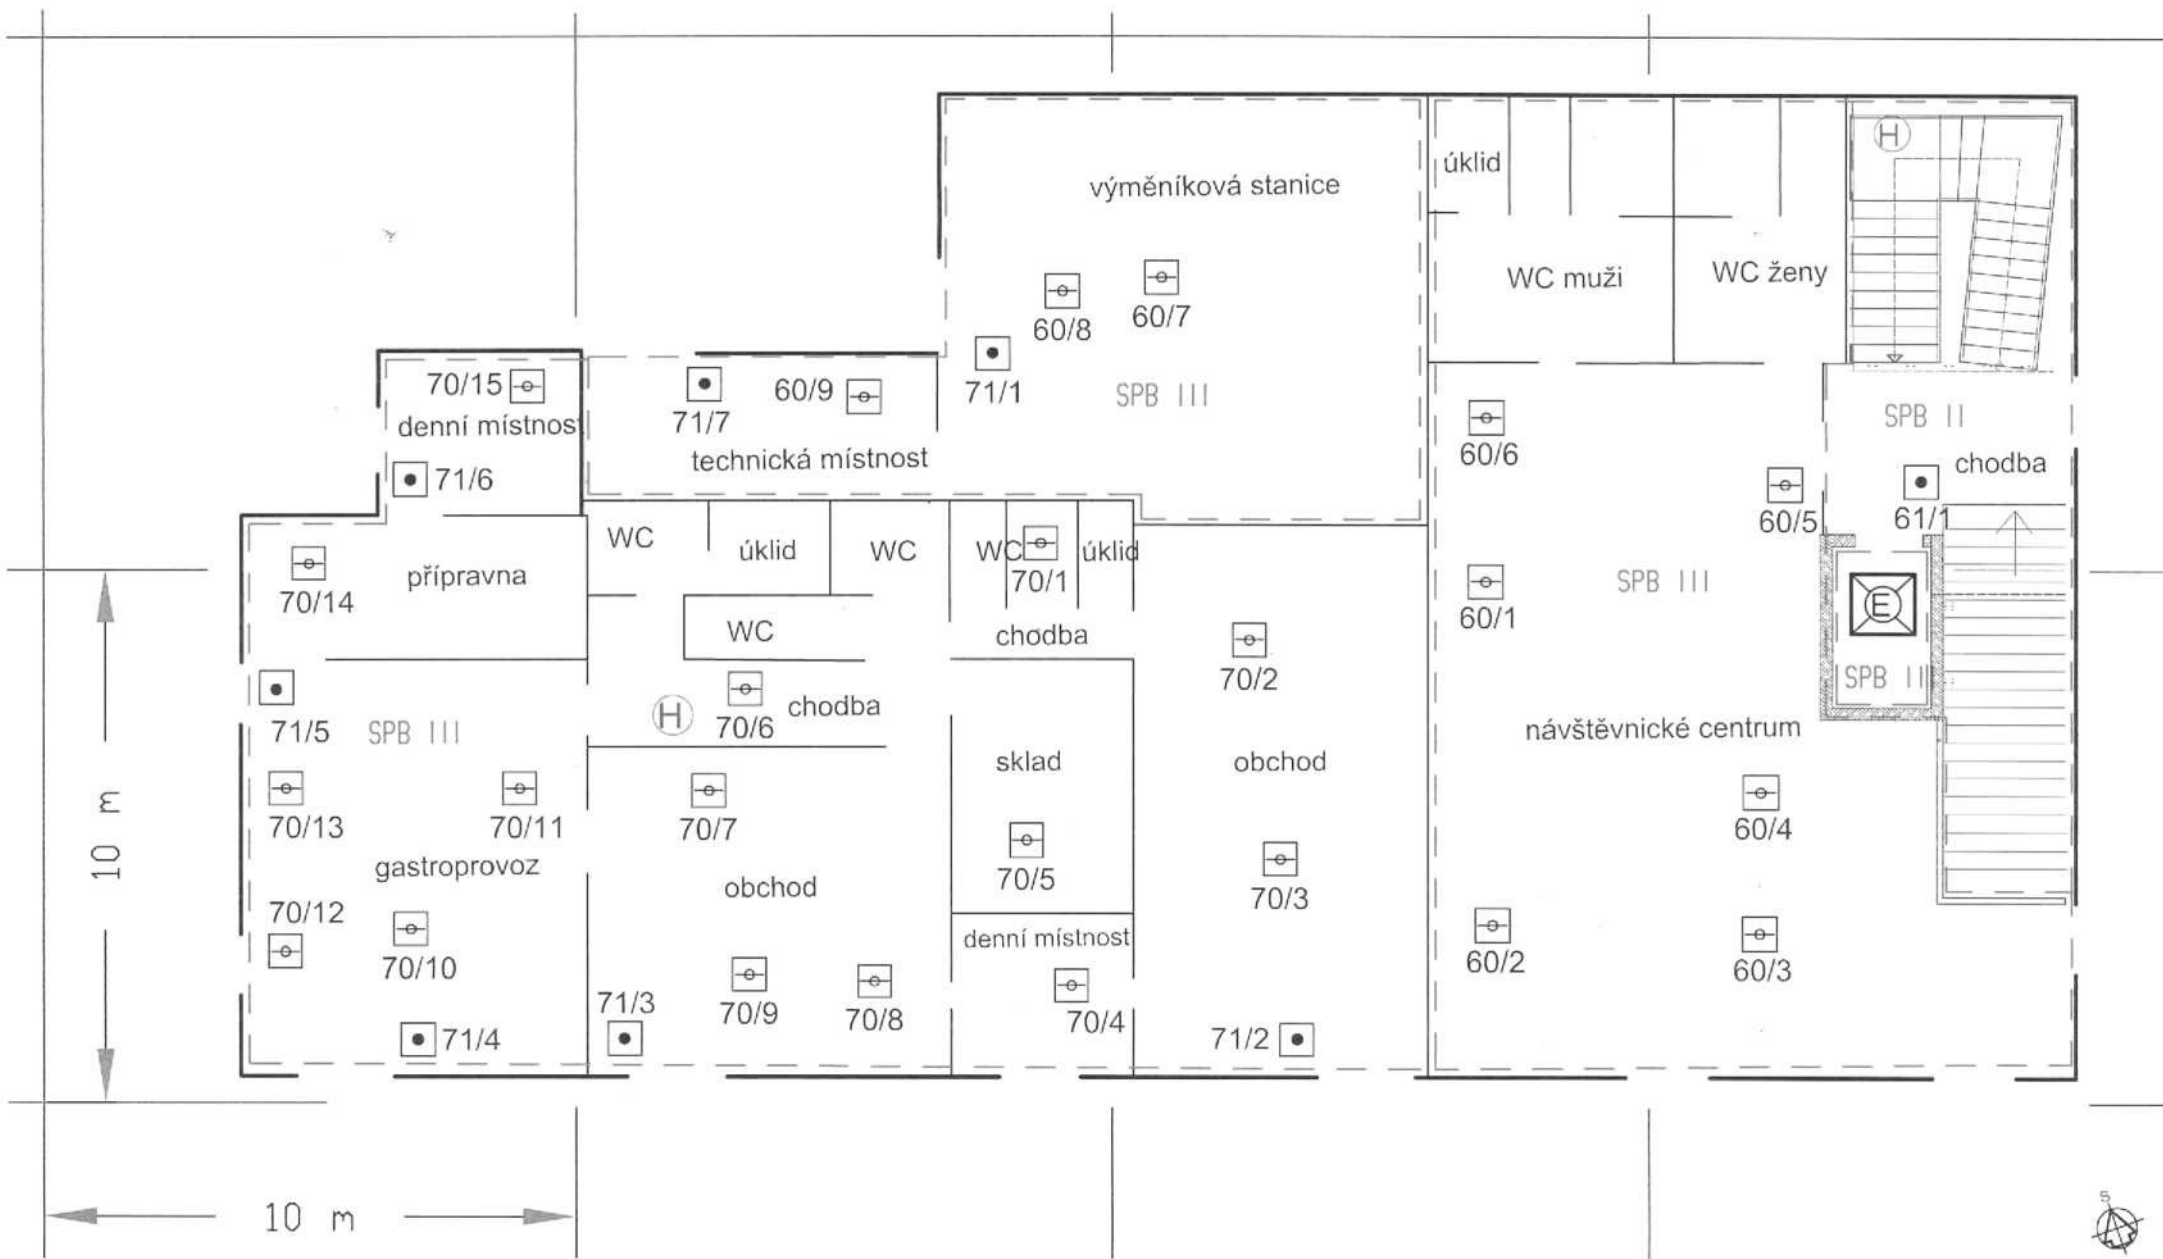 H
úklid
výměníková stanice
WC muži
WC ženy
60/8
60/7
70/15
60/9
71/7
71/1
SPB III
denní místnost
technická místnost
71/6
60/6
SPB II
chodba
60/5
61/1
WC
úklid
WC
WC
70/1
úklid
přípravna
70/14
60/1
SPB III
E
WC
chodba
70/2
SPB II
71/5
SPB III
H
70/6
chodba
návštěvnické centrum
sklad
obchod
70/13
70/11
70/7
60/4
10 m
gastroprovoz
obchod
70/5
70/3
70/12
70/10
denní místnost
60/2
60/3
71/3
70/9
70/8
70/4
71/4
71/2
10 m
S